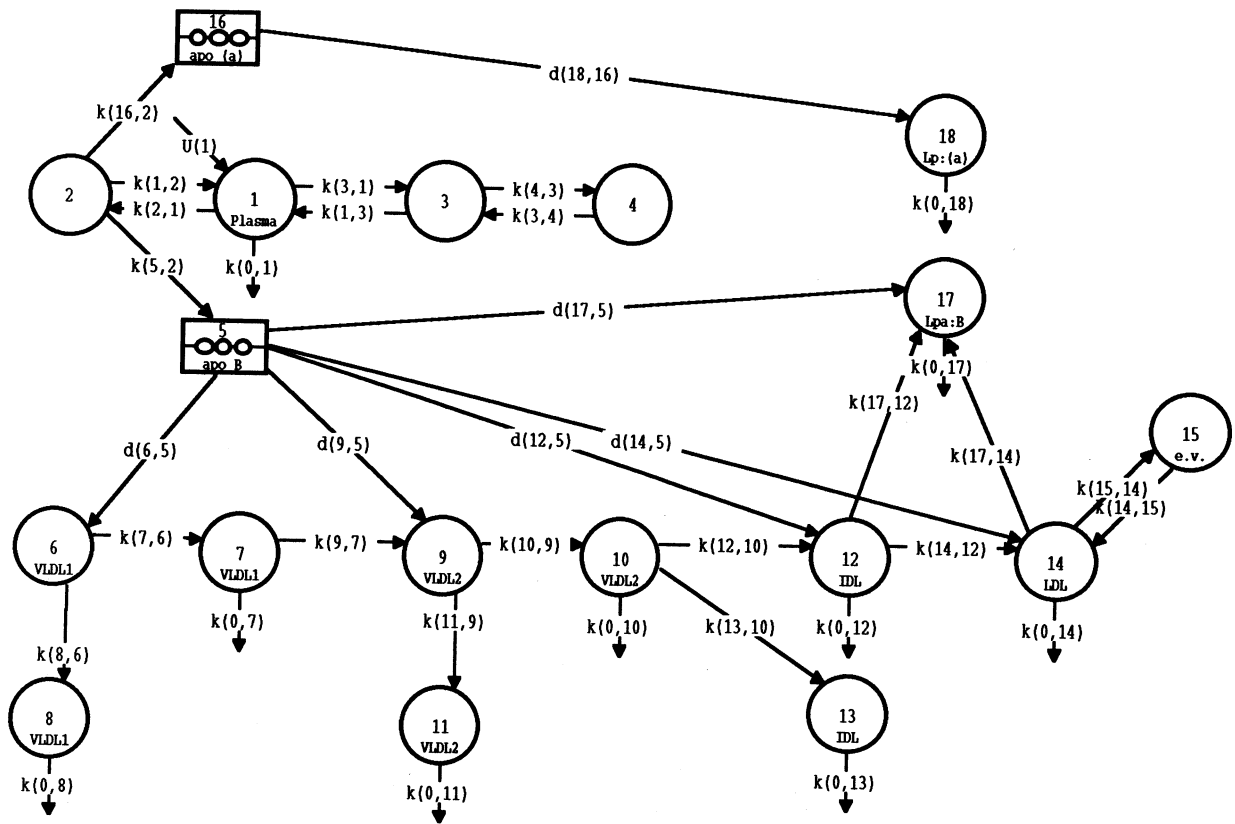 16
apo (a)
d(18,16)
k(16,2)
U(1)
18
Lp:(a)
k(0,18)
2
k(1,2)
k(2,1)
1
Plasma
k(3,1)
k(1,3)
3
k(4,3)
k(3,4)
4
k(0,1)
k(5,2)
5
apo B
d(17,5)
17
Lpa:B
k(0,17)
k(17,12)
d(6,5)
d(9,5)
d(12,5)
d(14,5)
k(17,14)
15
e.v.
k(15,14)
k(14,15)
6
VLDL1
k(7,6)
7
VLDL1
k(9,7)
9
VLDL2
k(10,9)
10
VLDL2
k(12,10)
12
IDL
k(14,12)
14
LDL
k(0,7)
k(11,9)
k(0,10)
k(13,10)
k(0,12)
k(0,14)
k(8,6)
8
VLDL1
11
VLDL2
13
IDL
k(0,8)
k(0,11)
k(0,13)